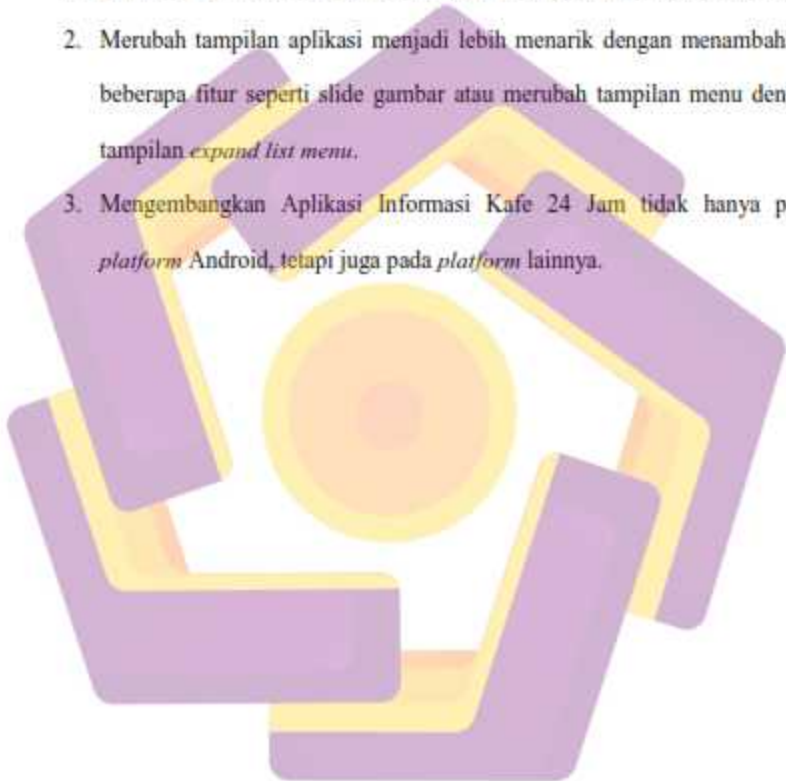 2. Merubah tampilan aplikasi menjadi lebih menarik dengan menambah
beberapa fitur seperti slide gambar atau merubah tampilan menu den
tampilan expand list menu.
3. Mengembangkan Aplikasi Informasi Kafe 24 Jam tidak hanya p
platform Android, tetapi juga pada platform lainnya.